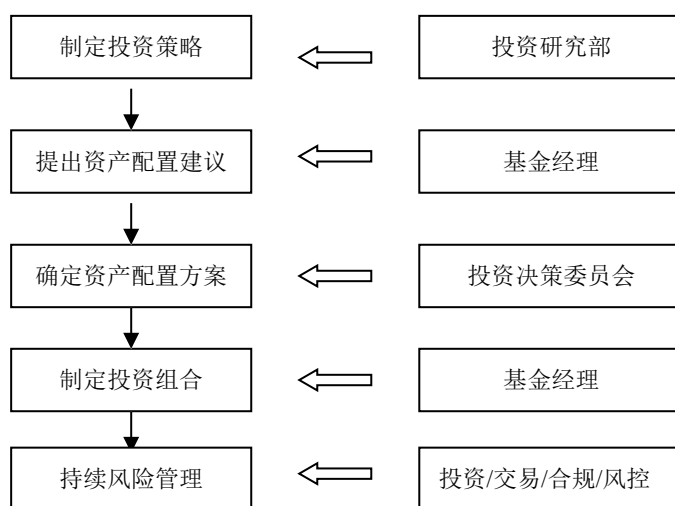 制定投资策略
投资研究部
提出资产配置建议
基金经理
确定资产配置方案
投资决策委员会
制定投资组合
基金经理
持续风险管理
投资/交易/合规/风控